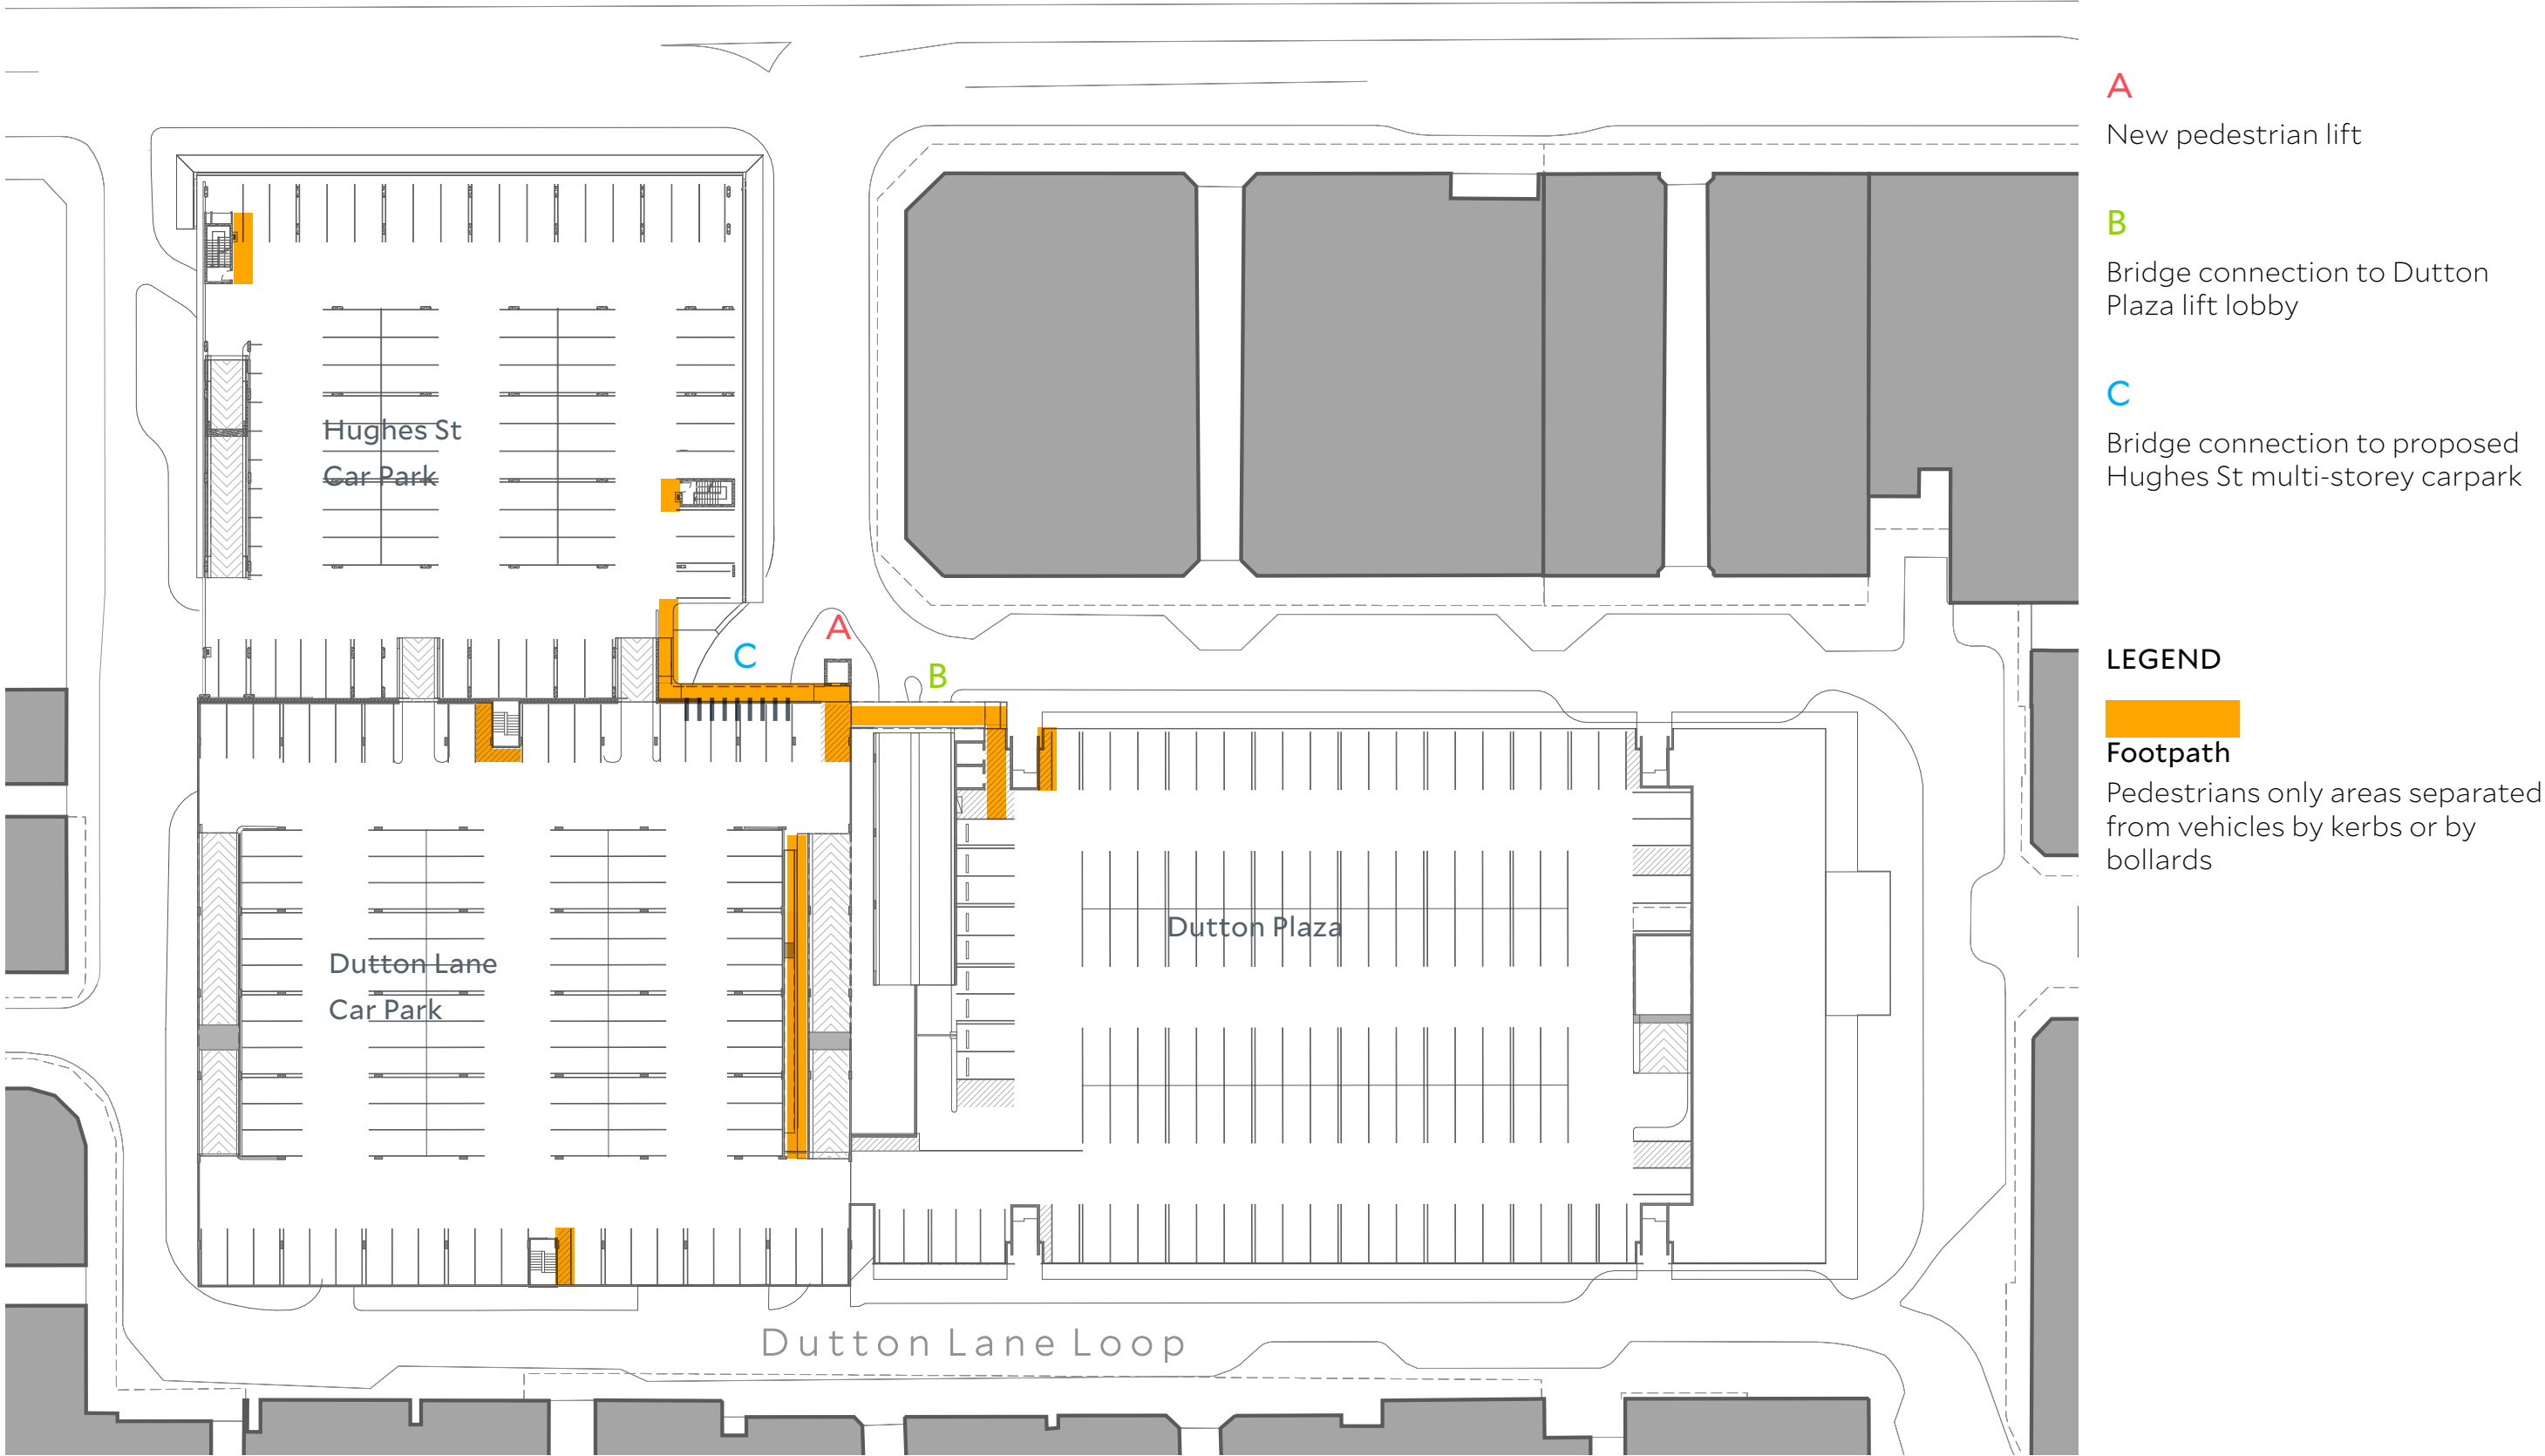 Hughes St
Car Park
A
C
B
Dutton Plaza
Dutton Lane
Car Park
Dutton Lane Loop
A
New pedestrian lift
B
Bridge connection to Dutton
Plaza lift lobby
C
Bridge connection to proposed
Hughes St multi-storey carpark
LEGEND
Footpath
Pedestrians only areas separated
from vehicles by kerbs or by
bollards